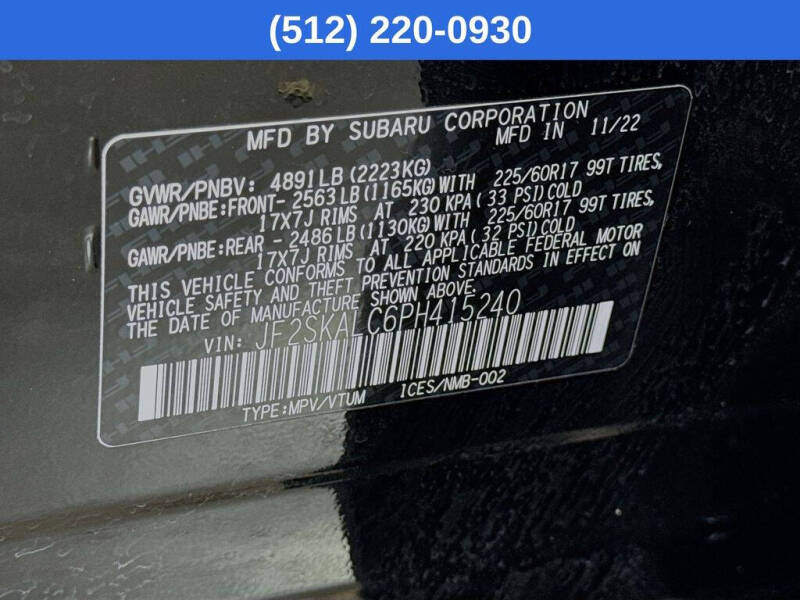 (512) 220-0930
MFD BY SUBARU CORPORATION
MFD IN 11/22
GVWR/PNBV: 4891LB(2223KG)
GAWR/PNBE:FRONT-2563LB(1165KG)WITH 225/60R17 99T TIRES,
17X7J RIMS AT 230 KPA(33 PSI)COLD
GAWR/PNBE:REAR -2486LB(1130KG)WITH 225/60R17 99T TIRES,
17X7J RIMS AT 220 KPA(32 PSI)COLD
THIS VEHICLE CONFORMS TO ALL APPLICABLE FEDERAL MOTOR
VEHICLE SAFETY AND THEFT PREVENTION STANDARDS IN EFFECT ON
THE DATE OF MANUFACTURE SHOWN ABOVE.
VIN: JF2SKALC6PH415240
TYPE:MPV/VTUM ICES/NMB-002